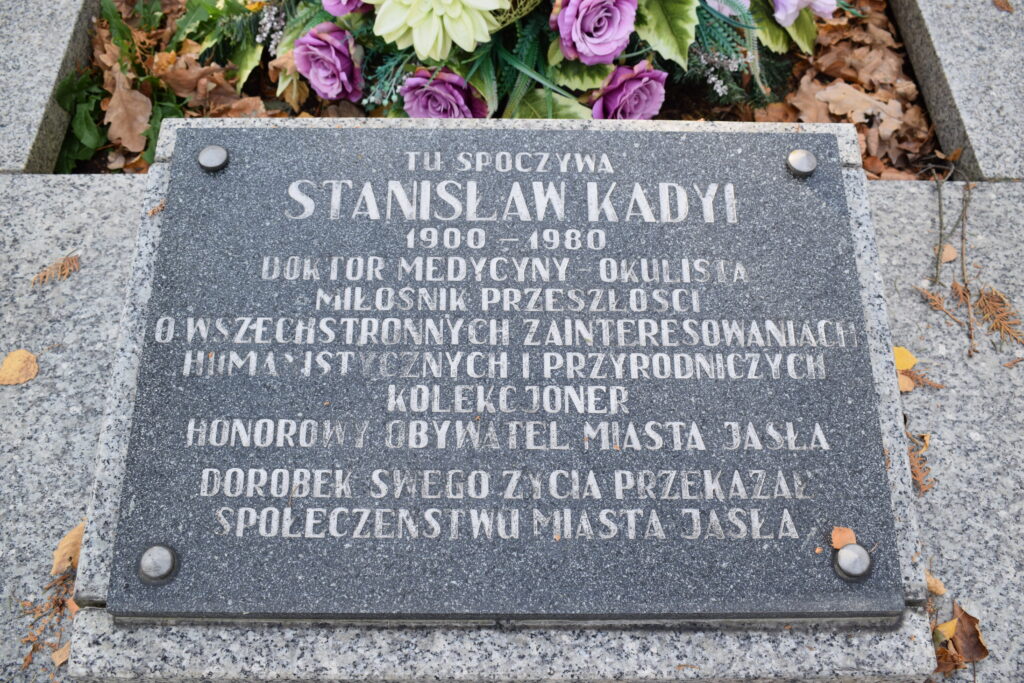 TU SPOCZYWA
STANISŁAW KADYI
1900 – 1980
DOKTOR MEDYCYNY - OKULISTA
MIŁOŚNIK PRZESZŁOŚCI
O WSZECHSTRONNYCH ZAINTERESOWANIACH
HUMANISTYCZNYCH I PRZYRODNICZYCH
KOLEKCJONER
HONOROWY OBYWATEL MIASTA JASŁA
DOROBEK SWEGO ŻYCIA PRZEKAZAŁ
SPOŁECZEŃSTWU MIASTA JASŁA